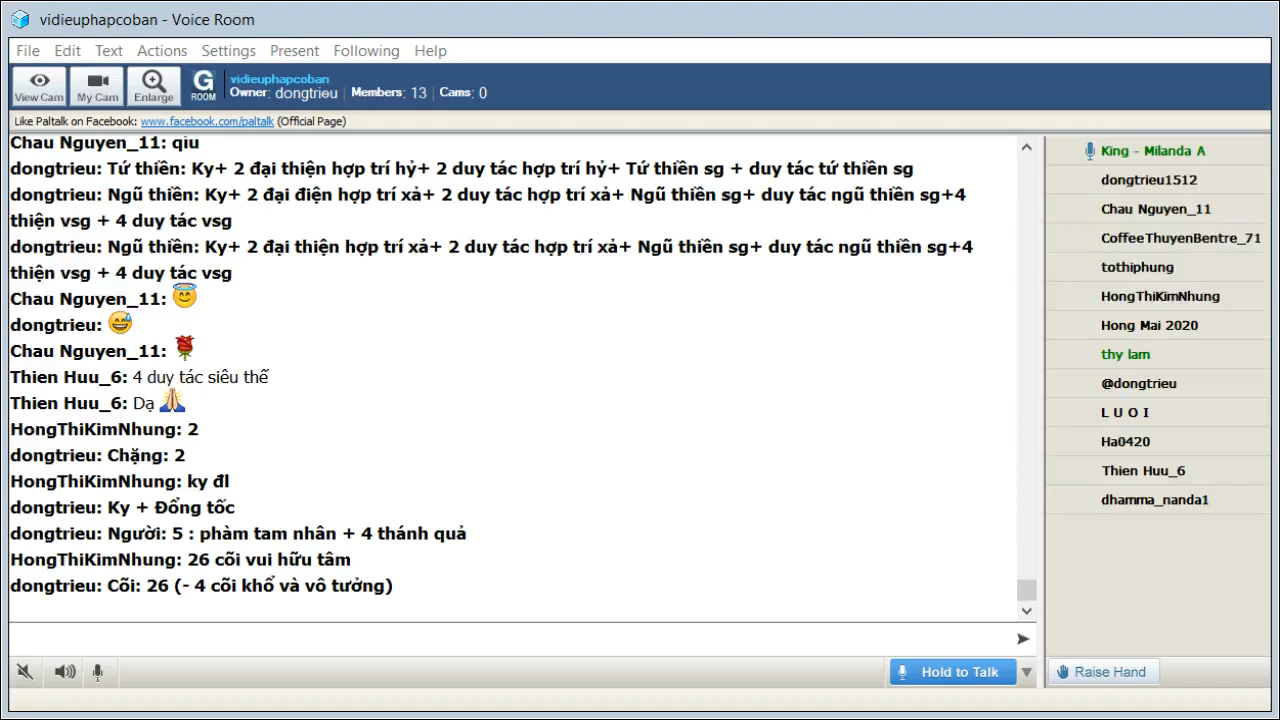 vidieuphapcoban - Voice Room
File Edit Text Actions Settings Present Following Help
View Cam My Cam Enlarge G ROOM
vidieuphapcoban
Owner: dongtrieu | Members: 13 | Cams: 0
Like Paltalk on Facebook: www.facebook.com/paltalk (Official Page)
Chau Nguyen_11: qiu
dongtrieu: Tứ thiền: Ky+ 2 đại thiện hợp trí hỷ+ 2 duy tác hợp trí hỷ+ Tứ thiền sg + duy tác tứ thiền sg
dongtrieu: Ngũ thiền: Ky+ 2 đại điện hợp trí xả+ 2 duy tác hợp trí xả+ Ngũ thiền sg+ duy tác ngũ thiền sg+4
thiện vsg + 4 duy tác vsg
dongtrieu: Ngũ thiền: Ky+ 2 đại thiện hợp trí xả+ 2 duy tác hợp trí xả+ Ngũ thiền sg+ duy tác ngũ thiền sg+4
thiện vsg + 4 duy tác vsg
Chau Nguyen_11: 😇
dongtrieu: 😅
Chau Nguyen_11: 🌹
Thien Huu_6: 4 duy tác siêu thế
Thien Huu_6: Dạ 🙏
HongThiKimNhung: 2
dongtrieu: Chặng: 2
HongThiKimNhung: ky đl
dongtrieu: Ky + Đổng tốc
dongtrieu: Người: 5 : phàm tam nhân + 4 thánh quả
HongThiKimNhung: 26 cõi vui hữu tâm
dongtrieu: Cõi: 26 (- 4 cõi khổ và vô tưởng)
King - Milanda A
dongtrieu1512
Chau Nguyen_11
CoffeeThuyenBentre_71
tothiphung
HongThiKimNhung
Hong Mai 2020
thy lam
@dongtrieu
L U O I
Ha0420
Thien Huu_6
dhamma_nanda1
Hold to Talk
Raise Hand